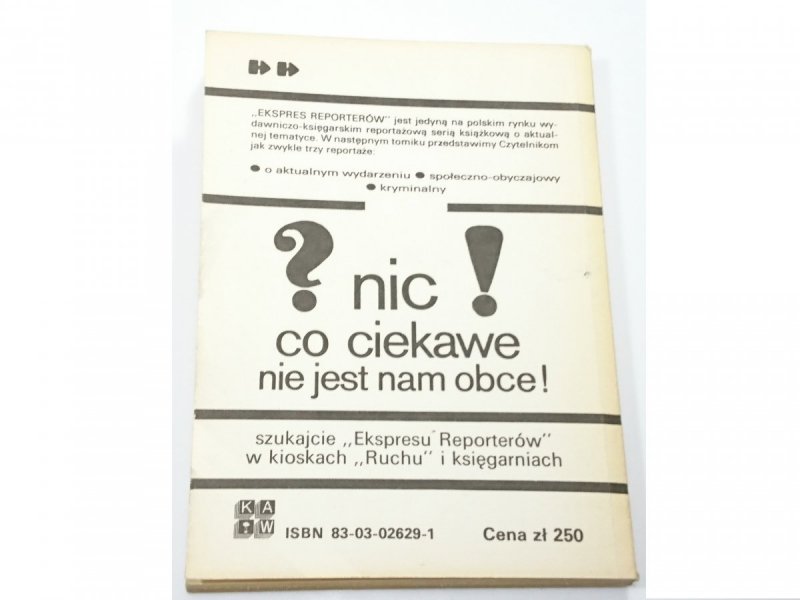 „EKSPRES REPORTERÓW" jest jedyną na polskim rynku wy-
dawniczo-księgarskim reportażową serią książkową o aktual-
nej tematyce. W następnym tomiku przedstawimy Czytelnikom
jak zwykle trzy reportaże:
● o aktualnym wydarzeniu ● społeczno-obyczajowy
● kryminalny
? nic !
co ciekawe
nie jest nam obce!
szukajcie „Ekspresu Reporterów"
w kioskach „Ruchu" i księgarniach
KAW
ISBN 83-03-02629-1 Cena zł 250